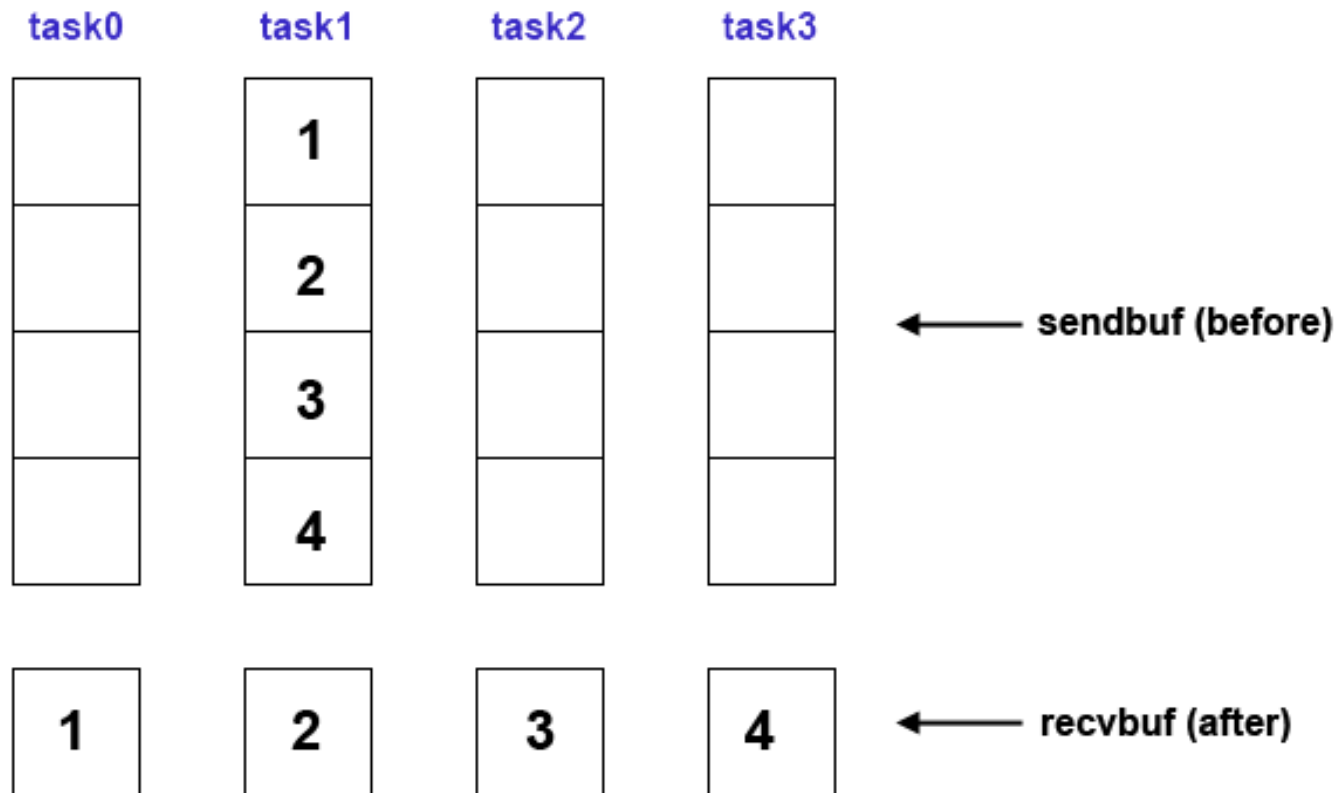 task0 task1 task2 task3
1
2
sendbuf (before)
3
4
1 2 3 4 recvbuf (after)